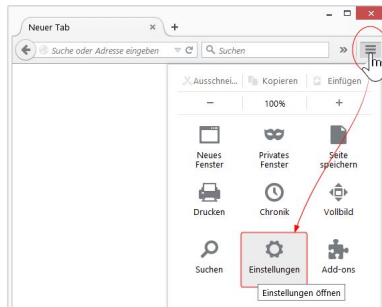 Neuer Tab
Suche oder Adresse eingeben
Suchen
Ausschnei...
Kopieren
Einfügen
100%
Neues Fenster
Privates Fenster
Seite speichern
Drucken
Chronik
Vollbild
Suchen
Einstellungen
Add-ons
Einstellungen öffnen